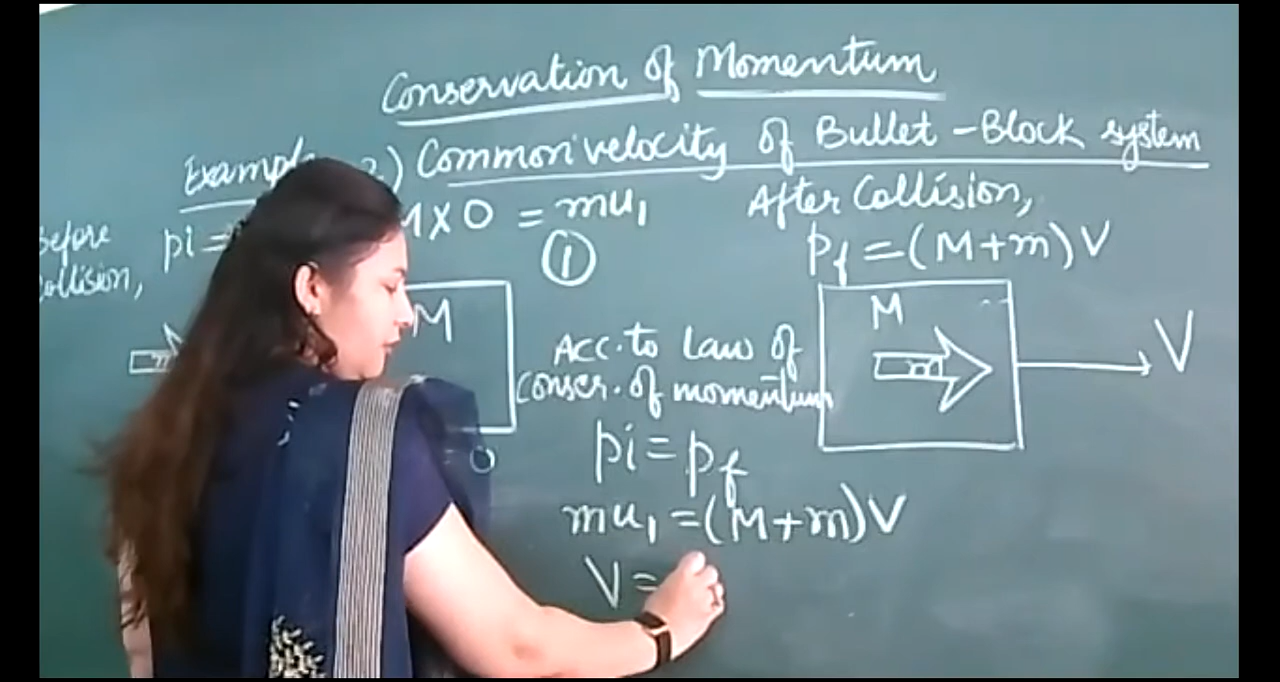 Conservation of Momentum
2) Common velocity of Bullet - Block system
Before
Collision,
pi =
M X 0 = mu₁
①
M
0
Acc. to Law of
Conser. of momentum
pi = pf
mu₁ = (M+m)V
V =
After Collision,
Pf = (M+m)V
M
m
V